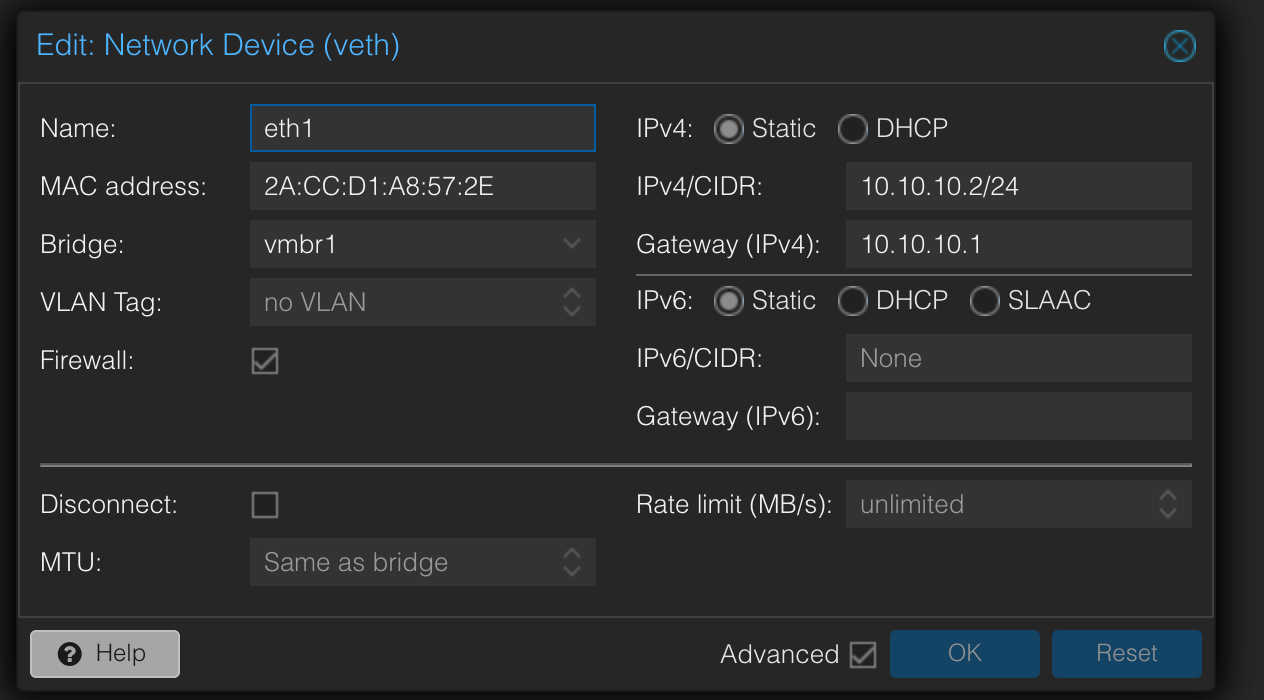 Edit: Network Device (veth)
Name: eth1
IPv4: Static DHCP
MAC address: 2A:CC:D1:A8:57:2E
IPv4/CIDR: 10.10.10.2/24
Bridge: vmbr1
Gateway (IPv4): 10.10.10.1
VLAN Tag: no VLAN
IPv6: Static DHCP SLAAC
Firewall:
IPv6/CIDR: None
Gateway (IPv6):
Disconnect:
Rate limit (MB/s): unlimited
MTU: Same as bridge
Help
Advanced
OK
Reset